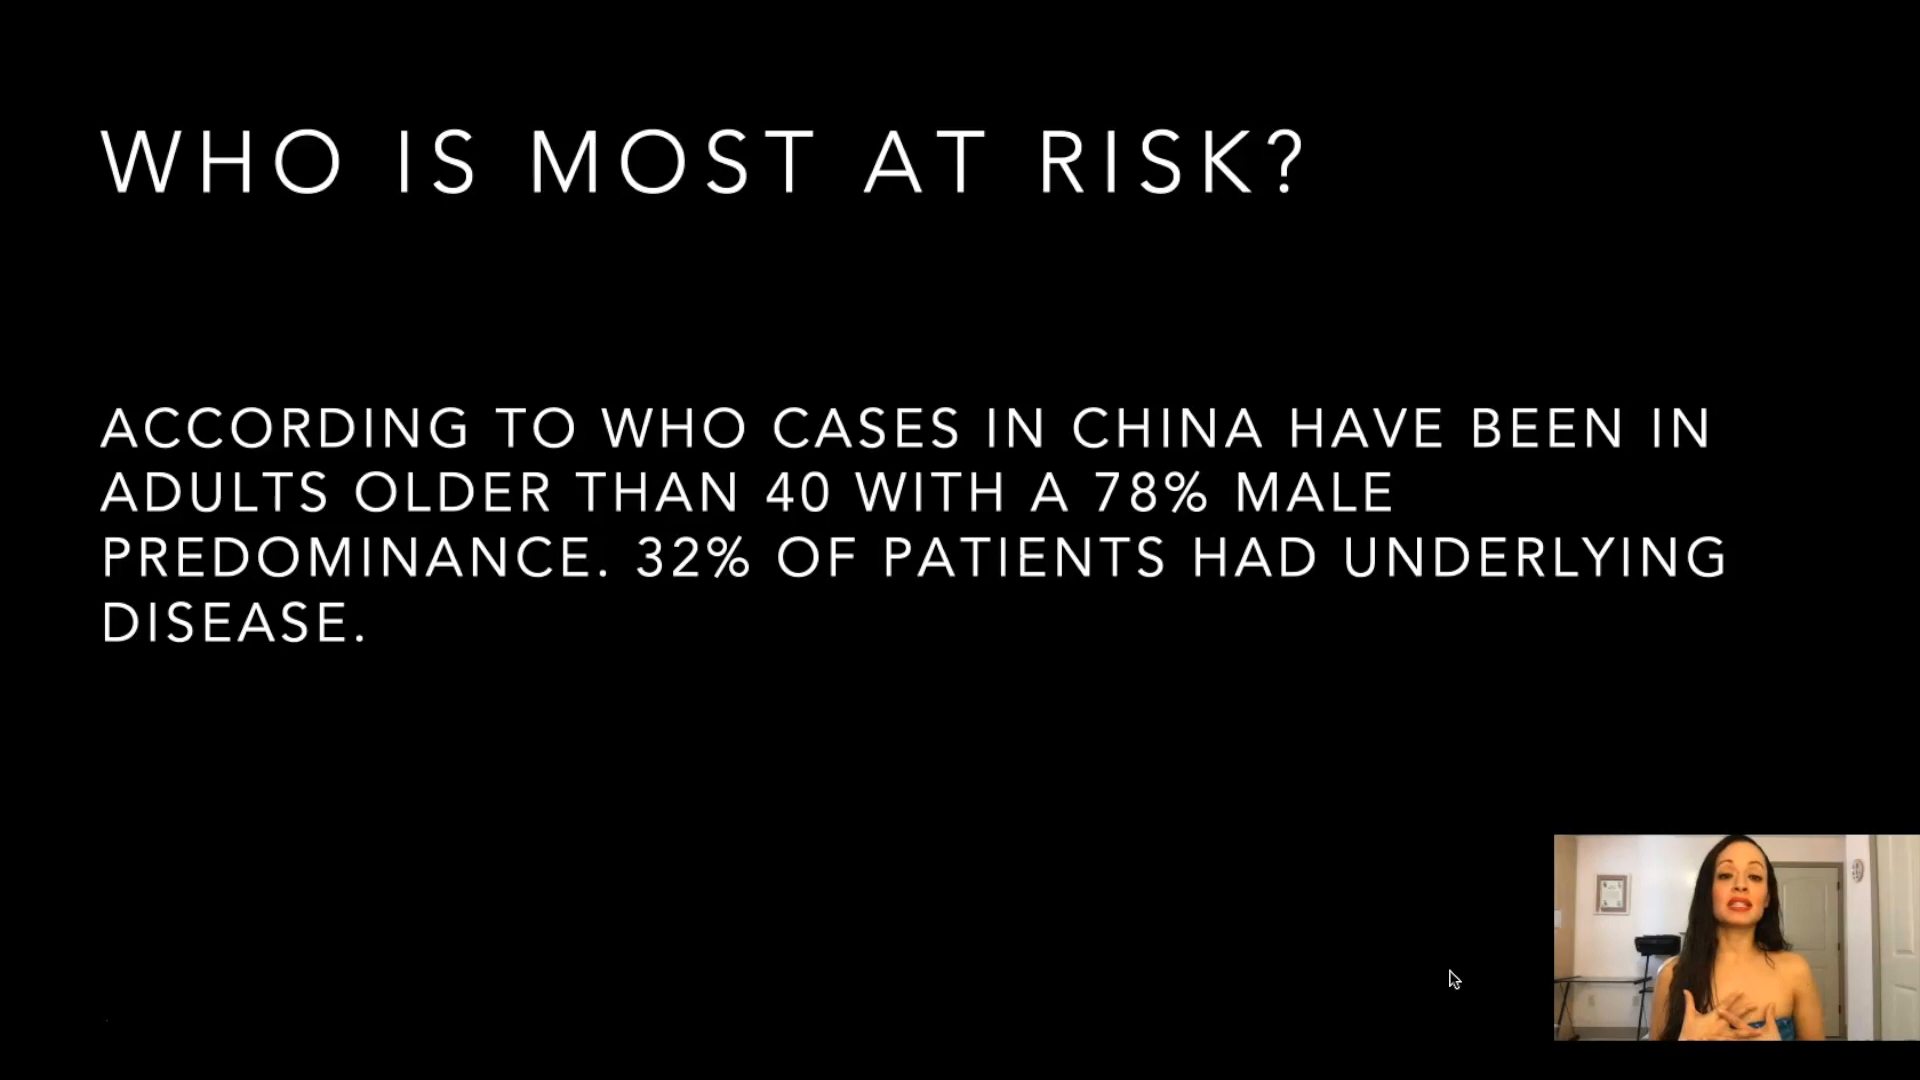 WHO IS MOST AT RISK?
ACCORDING TO WHO CASES IN CHINA HAVE BEEN IN
ADULTS OLDER THAN 40 WITH A 78% MALE
PREDOMINANCE. 32% OF PATIENTS HAD UNDERLYING
DISEASE.